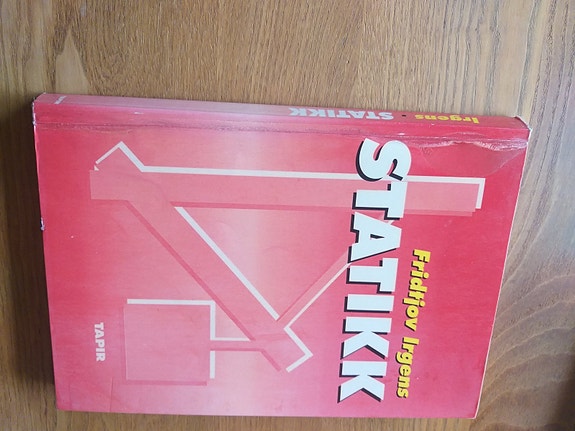 Fridtjov Irgens
STATIKK
TAPIR
Irgens · STATIKK